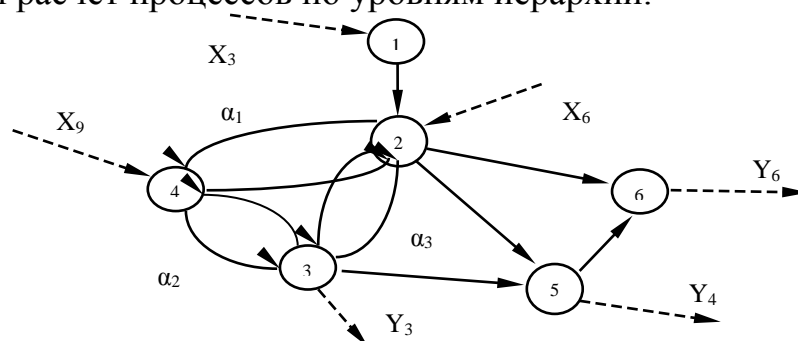 расчет процессов по уровням иерархии.
1
X₃
α₁
X₆
X₉
2
4
6
Y₆
α₃
3
α₂
5
Y₄
Y₃